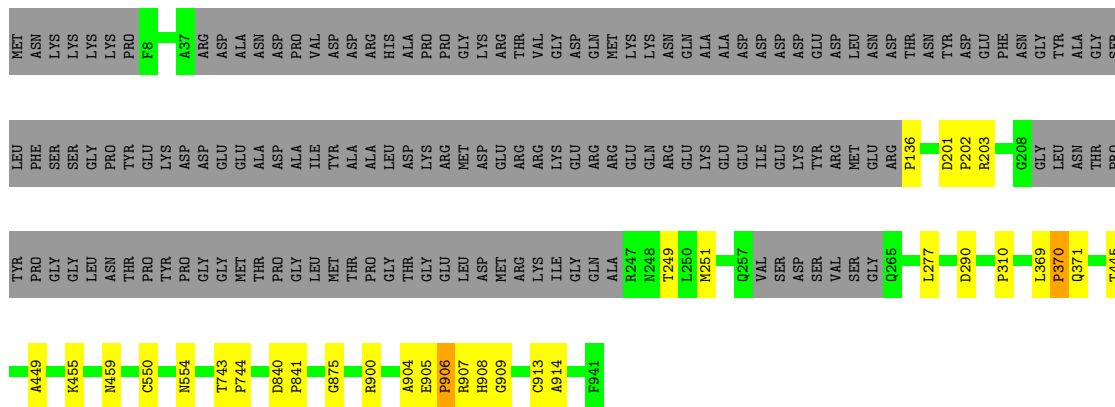 MET ASN LYS LYS LYS LYS PRO F8 A37 ARG ASP ALA ASN ASP PRO VAL ASP ASP ARG HIS ALA PRO PRO GLY LYS ARG THR VAL GLY ASP GLN MET LYS LYS ASN GLN ALA ALA ASP ASP ASP ASP GLU ASP LEU ASN ASP THR ASN TYR ASP GLU PHE ASN GLY TYR ALA GLY SER
LEU PHE SER SER GLY PRO TYR GLU LYS ASP ASP GLU GLU ALA ASP ALA ILE TYR ALA ALA LEU ASP LYS ARG MET ASP GLU ARG ARG LYS GLU ARG ARG GLU GLN ARG GLU LYS GLU GLU ILE GLU LYS TYR ARG MET GLU ARG P136 D201 P202 R203 G208 GLY LEU ASN THR PRO
TYR PRO GLY GLY LEU ASN THR PRO TYR PRO GLY GLY MET THR PRO GLY LEU MET THR PRO GLY THR GLY GLU LEU ASP MET ARG LYS ILE GLY GLN ALA R247 N248 T249 L250 M251 Q257 VAL SER ASP SER VAL SER GLY Q265 L277 D290 P310 L369 P370 Q371 T445
A449 K455 N459 C550 N554 T743 P744 D840 P841 G875 R900 A904 E905 P906 R907 H908 G909 C913 A914 F941